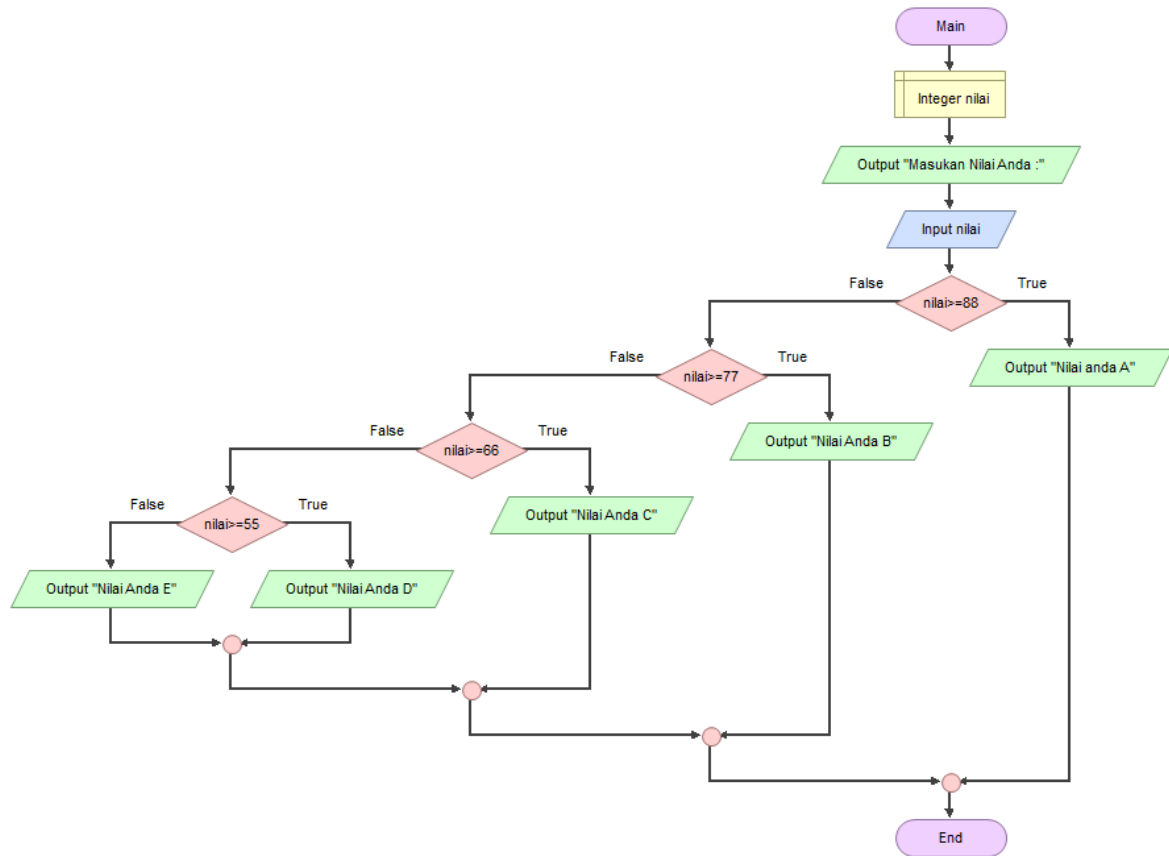 Main
Integer nilai
Output "Masukan Nilai Anda :"
Input nilai
False
True
nilai>=88
False
True
nilai>=77
Output "Nilai anda A"
False
True
nilai>=66
Output "Nilai Anda B"
False
True
nilai>=55
Output "Nilai Anda C"
Output "Nilai Anda E"
Output "Nilai Anda D"
End